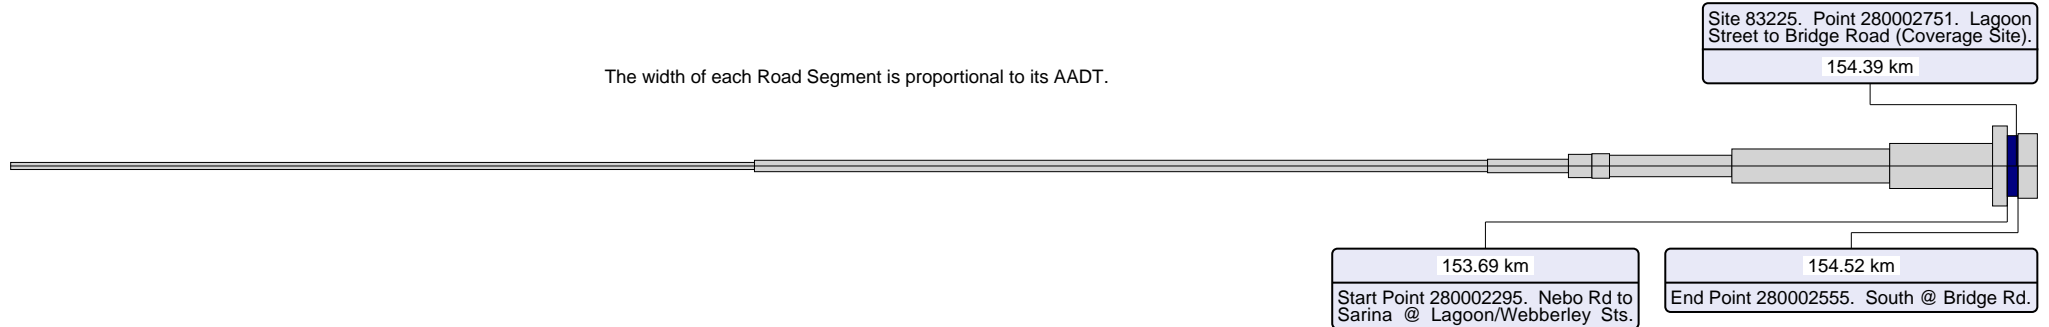 Site 83225. Point 280002751. Lagoon
Street to Bridge Road (Coverage Site).
154.39 km
The width of each Road Segment is proportional to its AADT.
153.69 km
Start Point 280002295. Nebo Rd to
Sarina @ Lagoon/Webberley Sts.
154.52 km
End Point 280002555. South @ Bridge Rd.